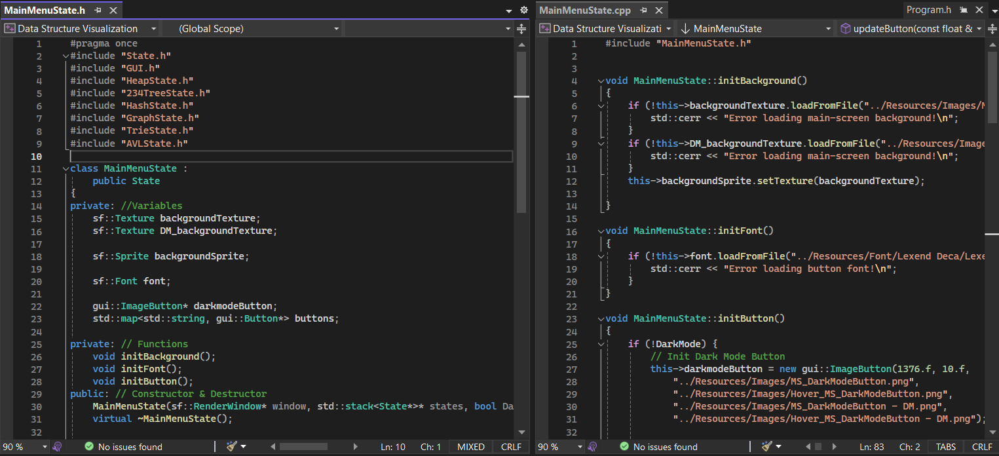 MainMenuState.h
Data Structure Visualization (Global Scope)
1 #pragma once
2 #include "State.h"
3 #include "GUI.h"
4 #include "HeapState.h"
5 #include "234TreeState.h"
6 #include "HashState.h"
7 #include "GraphState.h"
8 #include "TrieState.h"
9 #include "AVLState.h"
10
11 class MainMenuState :
12 public State
13 {
14 private: //Variables
15 sf::Texture backgroundTexture;
16 sf::Texture DM_backgroundTexture;
17
18 sf::Sprite backgroundSprite;
19
20 sf::Font font;
21
22 gui::ImageButton* darkmodeButton;
23 std::map<std::string, gui::Button*> buttons;
24
25 private: // Functions
26 void initBackground();
27 void initFont();
28 void initButton();
29 public: // Constructor & Destructor
30 MainMenuState(sf::RenderWindow* window, std::stack<State*>* states, bool Da
31 virtual ~MainMenuState();
32
90 % No issues found Ln: 10 Ch: 1 MIXED CRLF
MainMenuState.cpp Program.h
Data Structure Visualizati MainMenuState updateButton(const float &
1 #include "MainMenuState.h"
2
3
4 void MainMenuState::initBackground()
5 {
6 if (!this->backgroundTexture.loadFromFile("../Resources/Images/M
7 std::cerr << "Error loading main-screen background!\n";
8 }
9 if (!this->DM_backgroundTexture.loadFromFile("../Resources/Image
10 std::cerr << "Error loading main-screen background!\n";
11 }
12 this->backgroundSprite.setTexture(backgroundTexture);
13
14 }
15
16 void MainMenuState::initFont()
17 {
18 if (!this->font.loadFromFile("../Resources/Font/Lexend Deca/Lexe
19 std::cerr << "Error loading button font!\n";
20 }
21 }
22
23 void MainMenuState::initButton()
24 {
25 if (!DarkMode) {
26 // Init Dark Mode Button
27 this->darkmodeButton = new gui::ImageButton(1376.f, 10.f,
28 "../Resources/Images/MS_DarkModeButton.png",
29 "../Resources/Images/Hover_MS_DarkModeButton.png",
30 "../Resources/Images/MS_DarkModeButton - DM.png",
31 "../Resources/Images/Hover_MS_DarkModeButton - DM.png");
32
90 % No issues found Ln: 83 Ch: 2 TABS CRLF